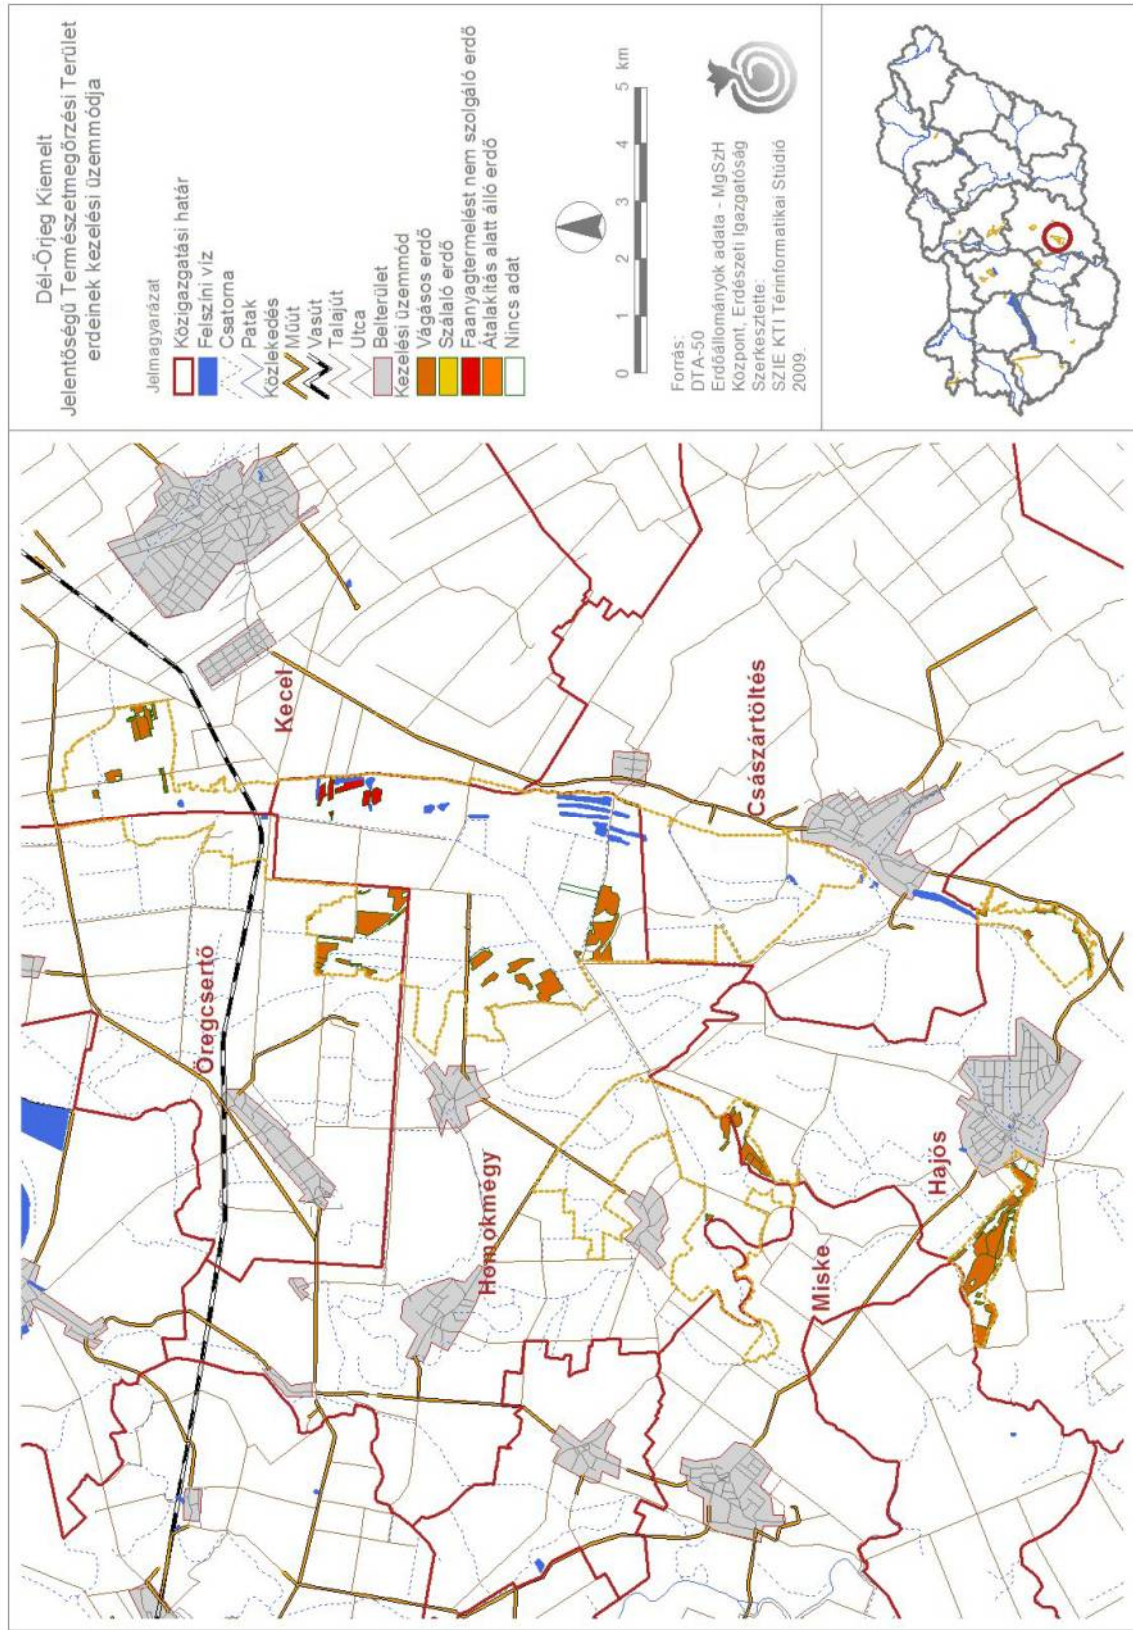 Dél-Őrjeg Kiemelt
Jelentőségű Természetmegőrzési Terület
erdeinek kezelési üzemmódja
Jelmagyarázat
Közigazgatási határ
Felszíni víz
Csatorna
Patak
Közlekedés
Műút
Vasút
Talajút
Utca
Belterület
Kezelési üzemmód
Vágásos erdő
Szálaló erdő
Faanyagtermelést nem szolgáló erdő
Átalakítás alatt álló erdő
Nincs adat
0 1 2 3 4 5 km
Forrás:
DTA-50
Erdőállományok adata - MgSzH
Központ, Erdészeti Igazgatóság
Szerkesztette:
SZIE KTI Térinformatikai Stúdió
2009.
Öregcsertő
Kecel
Homokmégy
Császártöltés
Miske
Hajós